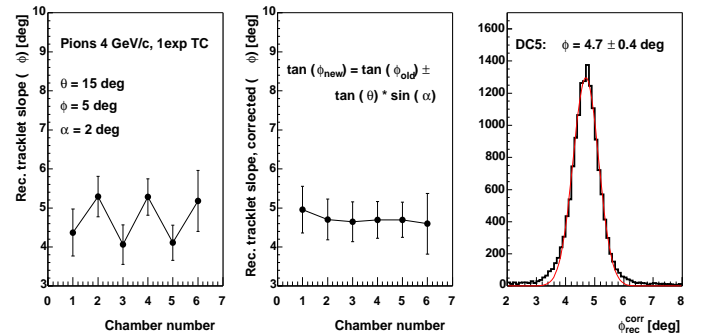 Rec. tracklet slope ( ϕ) [deg]
10
9
8
7
6
5
4
3
Pions 4 GeV/c, 1exp TC
θ = 15 deg
ϕ = 5 deg
α = 2 deg
0 1 2 3 4 5 6 7
Chamber number
Rec. tracklet slope, corrected ( ϕ) [deg]
10
9
8
7
6
5
4
3
tan (ϕnew) = tan ( ϕold) ±
tan ( θ) * sin ( α)
0 1 2 3 4 5 6 7
Chamber number
1600
1400
1200
1000
800
600
400
200
0
DC5: ϕ = 4.7 ± 0.4 deg
2 3 4 5 6 7 8
ϕrec corr [deg]